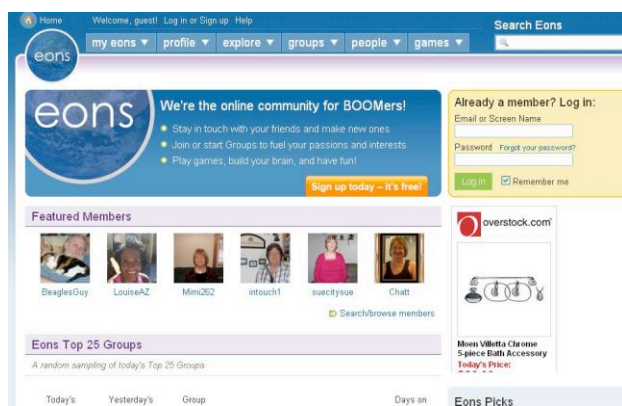 Home Welcome, guest! Log in or Sign up Help
Search Eons
my eons ▼ profile ▼ explore ▼ groups ▼ people ▼ games ▼
eons
eons
We're the online community for BOOMers!
Stay in touch with your friends and make new ones
Join or start Groups to fuel your passions and interests
Play games, build your brain, and have fun!
Sign up today – it's free!
Already a member? Log in:
Email or Screen Name
Password Forgot your password?
Log in Remember me
Featured Members
BeaglesGuy LouiseAZ Mimi262 intouch1 suecitysue Chatt
Search/browse members
overstock.com
Moen Villetta Chrome
5-piece Bath Accessory
Today's Price:
Eons Top 25 Groups
A random sampling of today's Top 25 Groups
Today's Yesterday's Group Days on
Eons Picks